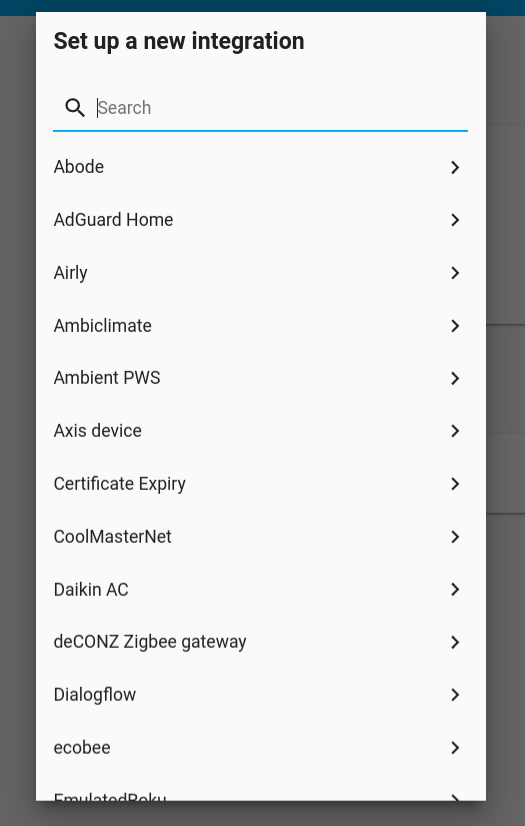 Set up a new integration
Search
Abode
AdGuard Home
Airly
Ambiclimate
Ambient PWS
Axis device
Certificate Expiry
CoolMasterNet
Daikin AC
deCONZ Zigbee gateway
Dialogflow
ecobee
EmulatedRoku